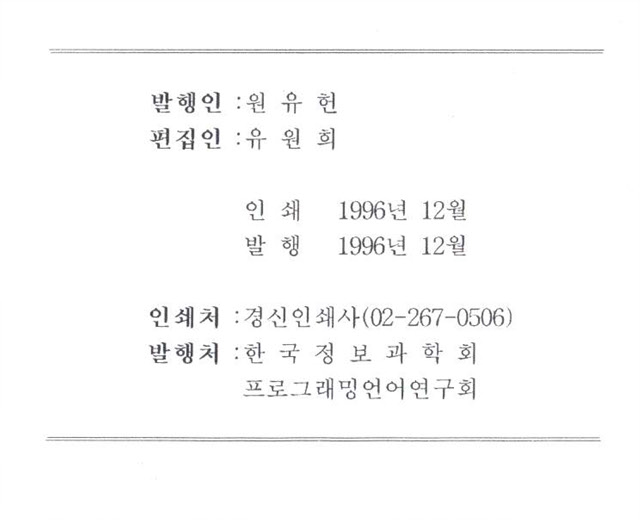 발행인 :원 유 헌
편집인 :유 원 희
인 쇄 1996년 12월
발 행 1996년 12월
인쇄처 :경신인쇄사(02-267-0506)
발행처 :한 국 정 보 과 학 회
프로그래밍언어연구회